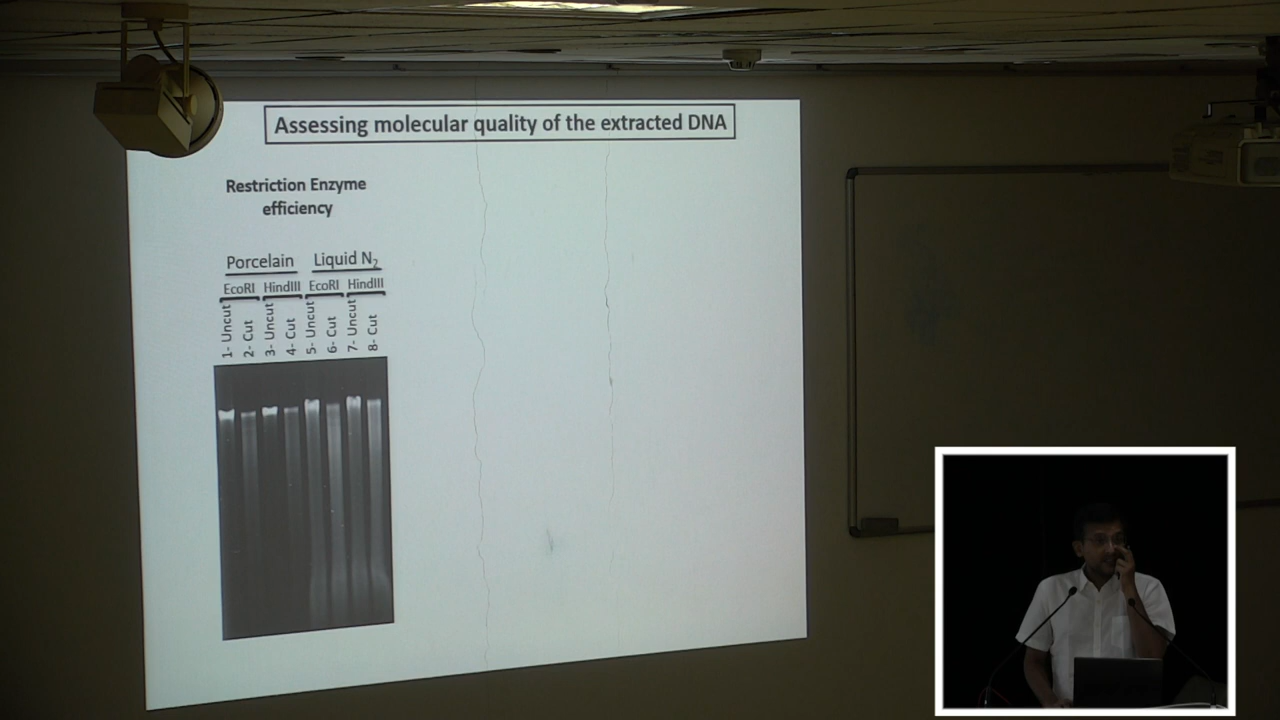 Assessing molecular quality of the extracted DNA
Restriction Enzyme
efficiency
Porcelain Liquid N₂
EcoRI HindIII EcoRI HindIII
1- Uncut
2- Cut
3- Uncut
4- Cut
5- Uncut
6- Cut
7- Uncut
8- Cut